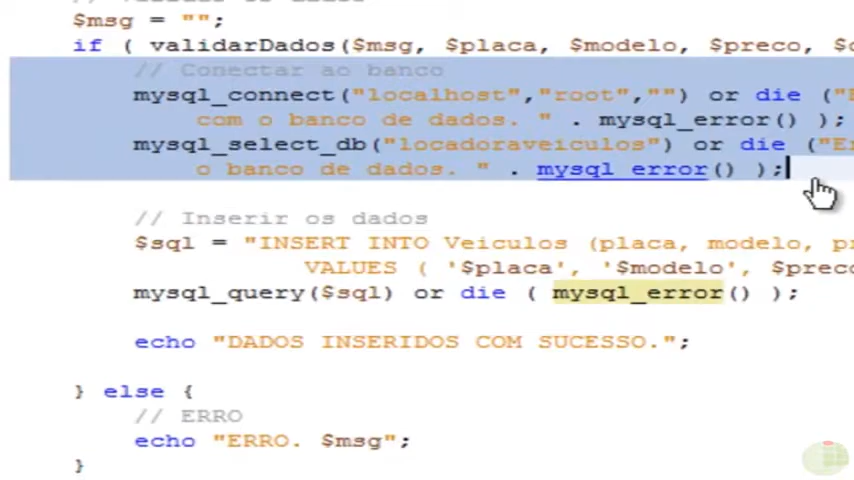 $msg = "";
if ( validarDados($msg, $placa, $modelo, $preco,
// Conectar ao banco
mysql_connect("localhost","root","") or die ("
com o banco de dados. " . mysql_error() );
mysql_select_db("locadoraveiculos") or die ("Er
o banco de dados. " . mysql_error() );
// Inserir os dados
$sql = "INSERT INTO Veiculos (placa, modelo, pr
VALUES ( '$placa', '$modelo', $preco
mysql_query($sql) or die ( mysql_error() );
echo "DADOS INSERIDOS COM SUCESSO.";
} else {
// ERRO
echo "ERRO. $msg";
}